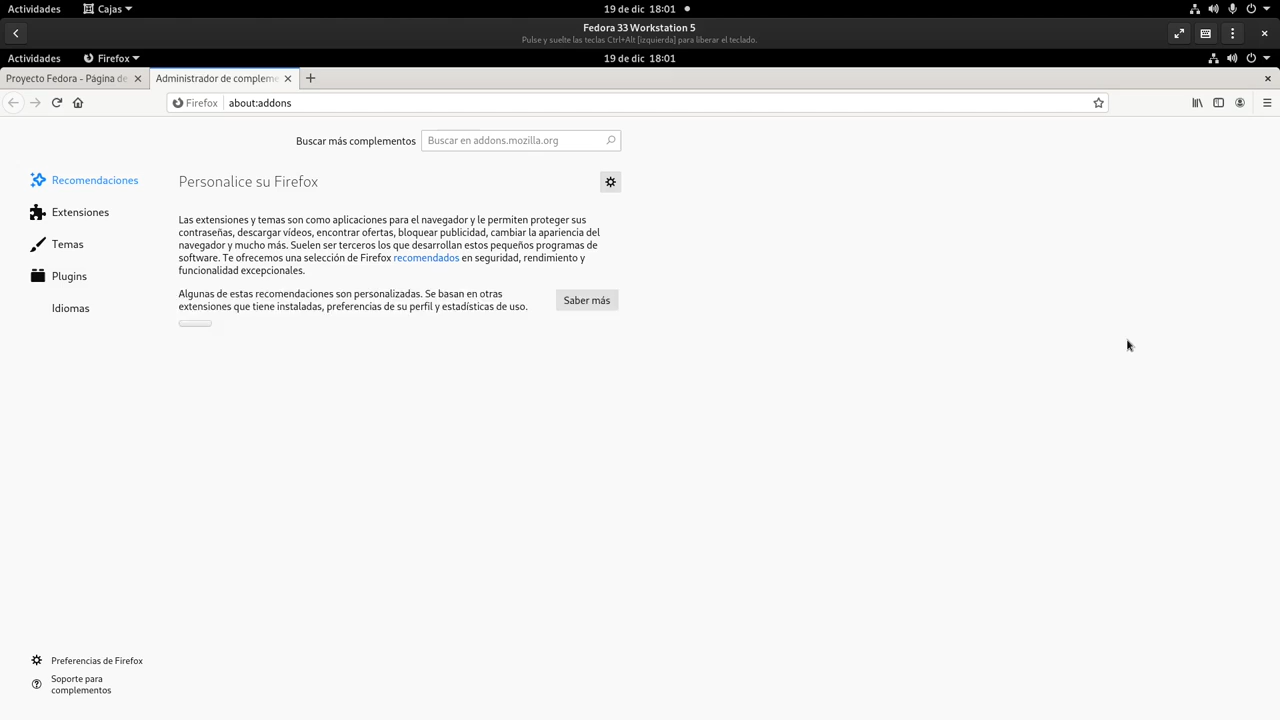 Actividades Cajas 19 de dic 18:01
Fedora 33 Workstation 5
Pulse y suelte las teclas Ctrl+Alt [izquierda] para liberar el teclado.
Actividades Firefox 19 de dic 18:01
Proyecto Fedora - Página de Administrador de compleme
Firefox about:addons
Buscar más complementos Buscar en addons.mozilla.org
Recomendaciones
Extensiones
Temas
Plugins
Idiomas
Personalice su Firefox
Las extensiones y temas son como aplicaciones para el navegador y le permiten proteger sus
contraseñas, descargar vídeos, encontrar ofertas, bloquear publicidad, cambiar la apariencia del
navegador y mucho más. Suelen ser terceros los que desarrollan estos pequeños programas de
software. Te ofrecemos una selección de Firefox recomendados en seguridad, rendimiento y
funcionalidad excepcionales.
Algunas de estas recomendaciones son personalizadas. Se basan en otras
extensiones que tiene instaladas, preferencias de su perfil y estadísticas de uso.
Saber más
Preferencias de Firefox
Soporte para
complementos